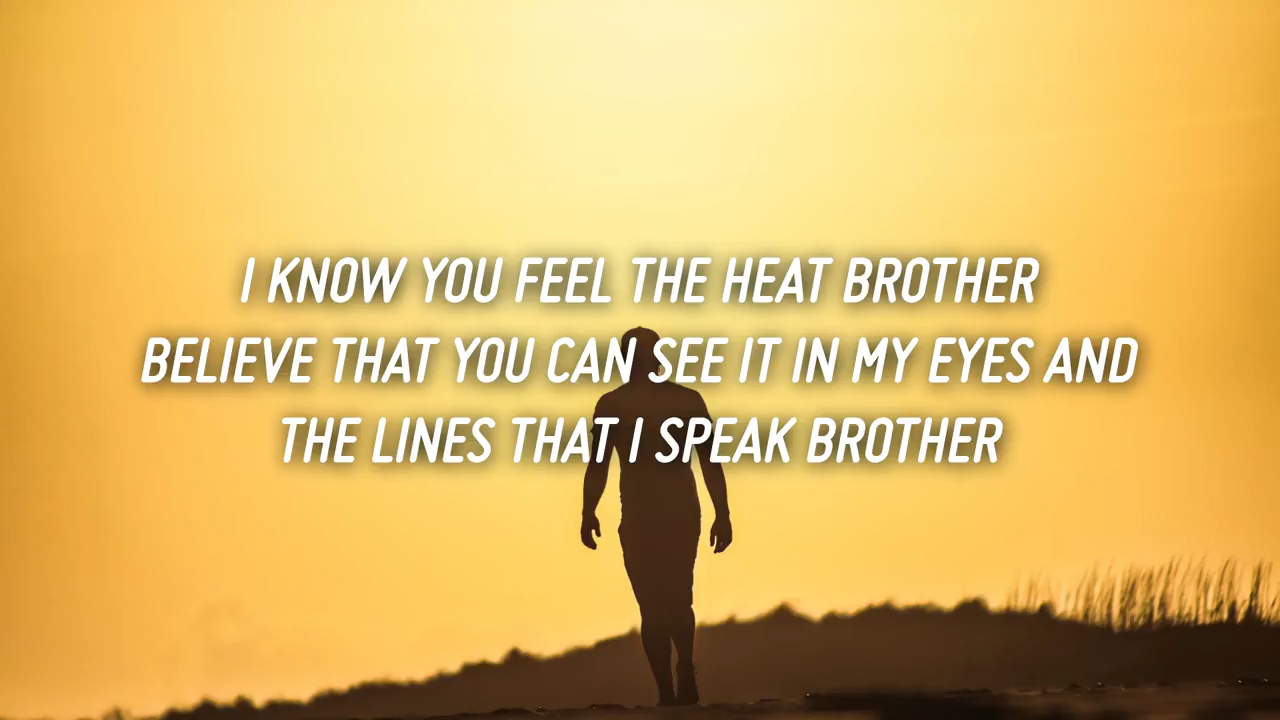 I KNOW YOU FEEL THE HEAT BROTHER
BELIEVE THAT YOU CAN SEE IT IN MY EYES AND
THE LINES THAT I SPEAK BROTHER